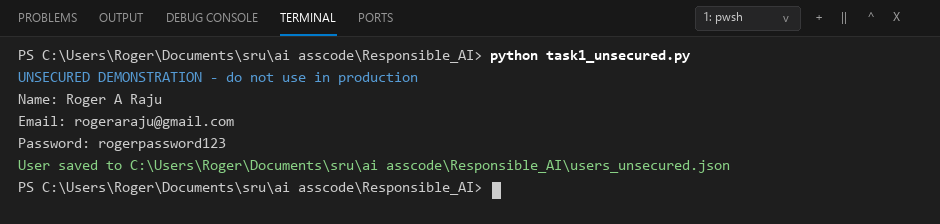 PROBLEMS OUTPUT DEBUG CONSOLE TERMINAL PORTS 1: pwsh v + || ^ X
PS C:\Users\Roger\Documents\sru\ai asscode\Responsible_AI> python task1_unsecured.py
UNSECURED DEMONSTRATION - do not use in production
Name: Roger A Raju
Email: rogeraraju@gmail.com
Password: rogerpassword123
User saved to C:\Users\Roger\Documents\sru\ai asscode\Responsible_AI\users_unsecured.json
PS C:\Users\Roger\Documents\sru\ai asscode\Responsible_AI>